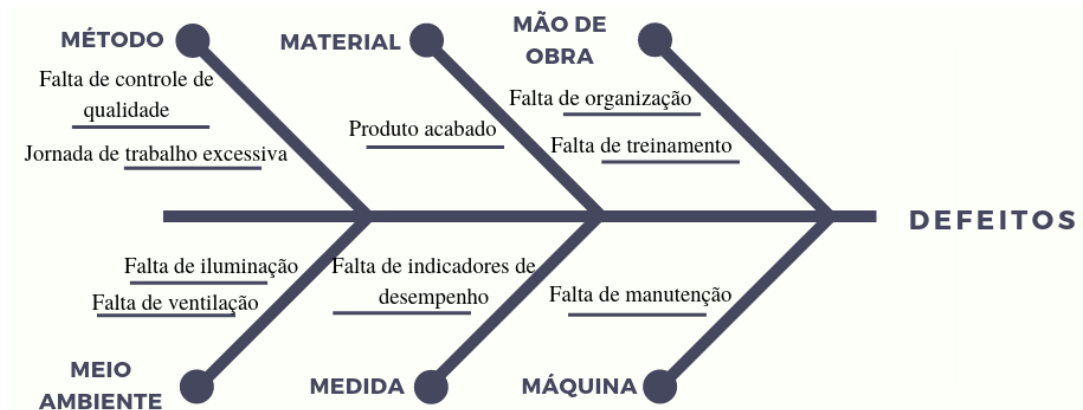 MÉTODO
Falta de controle de
qualidade
Jornada de trabalho excessiva
MATERIAL
Produto acabado
MÃO DE
OBRA
Falta de organização
Falta de treinamento
DEFEITOS
Falta de iluminação
Falta de ventilação
MEIO
AMBIENTE
Falta de indicadores de
desempenho
MEDIDA
Falta de manutenção
MÁQUINA